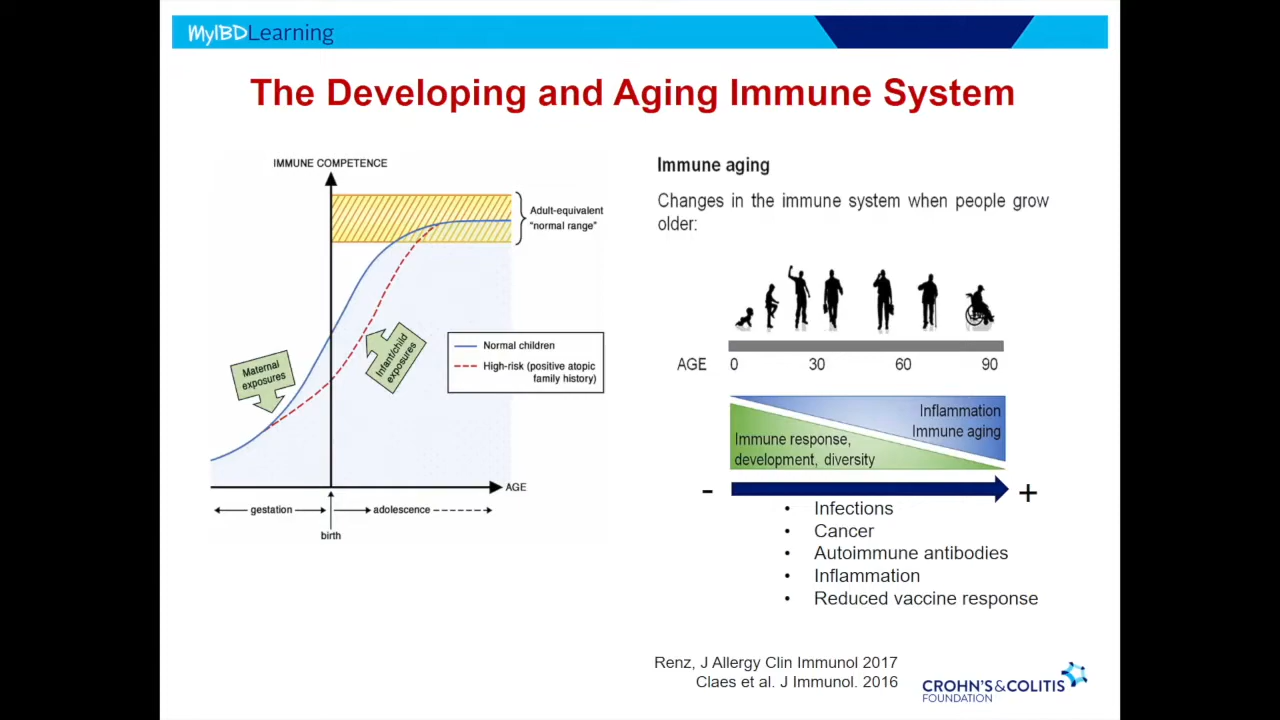 MyIBDLearning
The Developing and Aging Immune System
IMMUNE COMPETENCE
Adult-equivalent
"normal range"
Normal children
High-risk (positive atopic
family history)
Maternal
exposures
Infant/child
exposures
AGE
gestation
adolescence
birth
Immune aging
Changes in the immune system when people grow
older:
AGE 0 30 60 90
Inflammation
Immune aging
Immune response,
development, diversity
- +
• Infections
• Cancer
• Autoimmune antibodies
• Inflammation
• Reduced vaccine response
Renz, J Allergy Clin Immunol 2017
Claes et al. J Immunol. 2016
CROHN'S&COLITIS
FOUNDATION